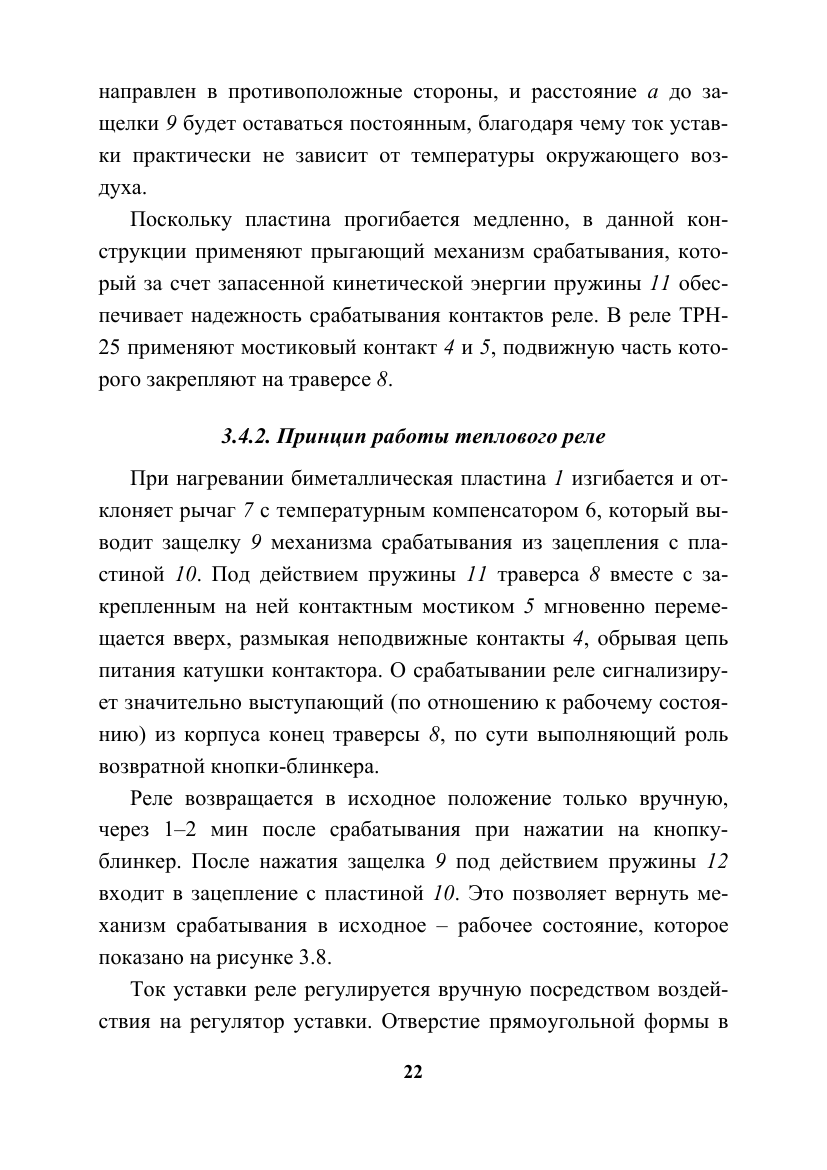 направлен в противоположные стороны, и расстояние a до за-
щелки 9 будет оставаться постоянным, благодаря чему ток устав-
ки практически не зависит от температуры окружающего воз-
духа.
Поскольку пластина прогибается медленно, в данной кон-
струкции применяют прыгающий механизм срабатывания, кото-
рый за счет запасенной кинетической энергии пружины 11 обес-
печивает надежность срабатывания контактов реле. В реле ТРН-
25 применяют мостиковый контакт 4 и 5, подвижную часть кото-
рого закрепляют на траверсе 8.
3.4.2. Принцип работы теплового реле
При нагревании биметаллическая пластина 1 изгибается и от-
клоняет рычаг 7 с температурным компенсатором 6, который вы-
водит защелку 9 механизма срабатывания из зацепления с пла-
стиной 10. Под действием пружины 11 траверса 8 вместе с за-
крепленным на ней контактным мостиком 5 мгновенно переме-
щается вверх, размыкая неподвижные контакты 4, обрывая цепь
питания катушки контактора. О срабатывании реле сигнализиру-
ет значительно выступающий (по отношению к рабочему состоя-
нию) из корпуса конец траверсы 8, по сути выполняющий роль
возвратной кнопки-блинкера.
Реле возвращается в исходное положение только вручную,
через 1–2 мин после срабатывания при нажатии на кнопку-
блинкер. После нажатия защелка 9 под действием пружины 12
входит в зацепление с пластиной 10. Это позволяет вернуть ме-
ханизм срабатывания в исходное – рабочее состояние, которое
показано на рисунке 3.8.
Ток уставки реле регулируется вручную посредством воздей-
ствия на регулятор уставки. Отверстие прямоугольной формы в
22